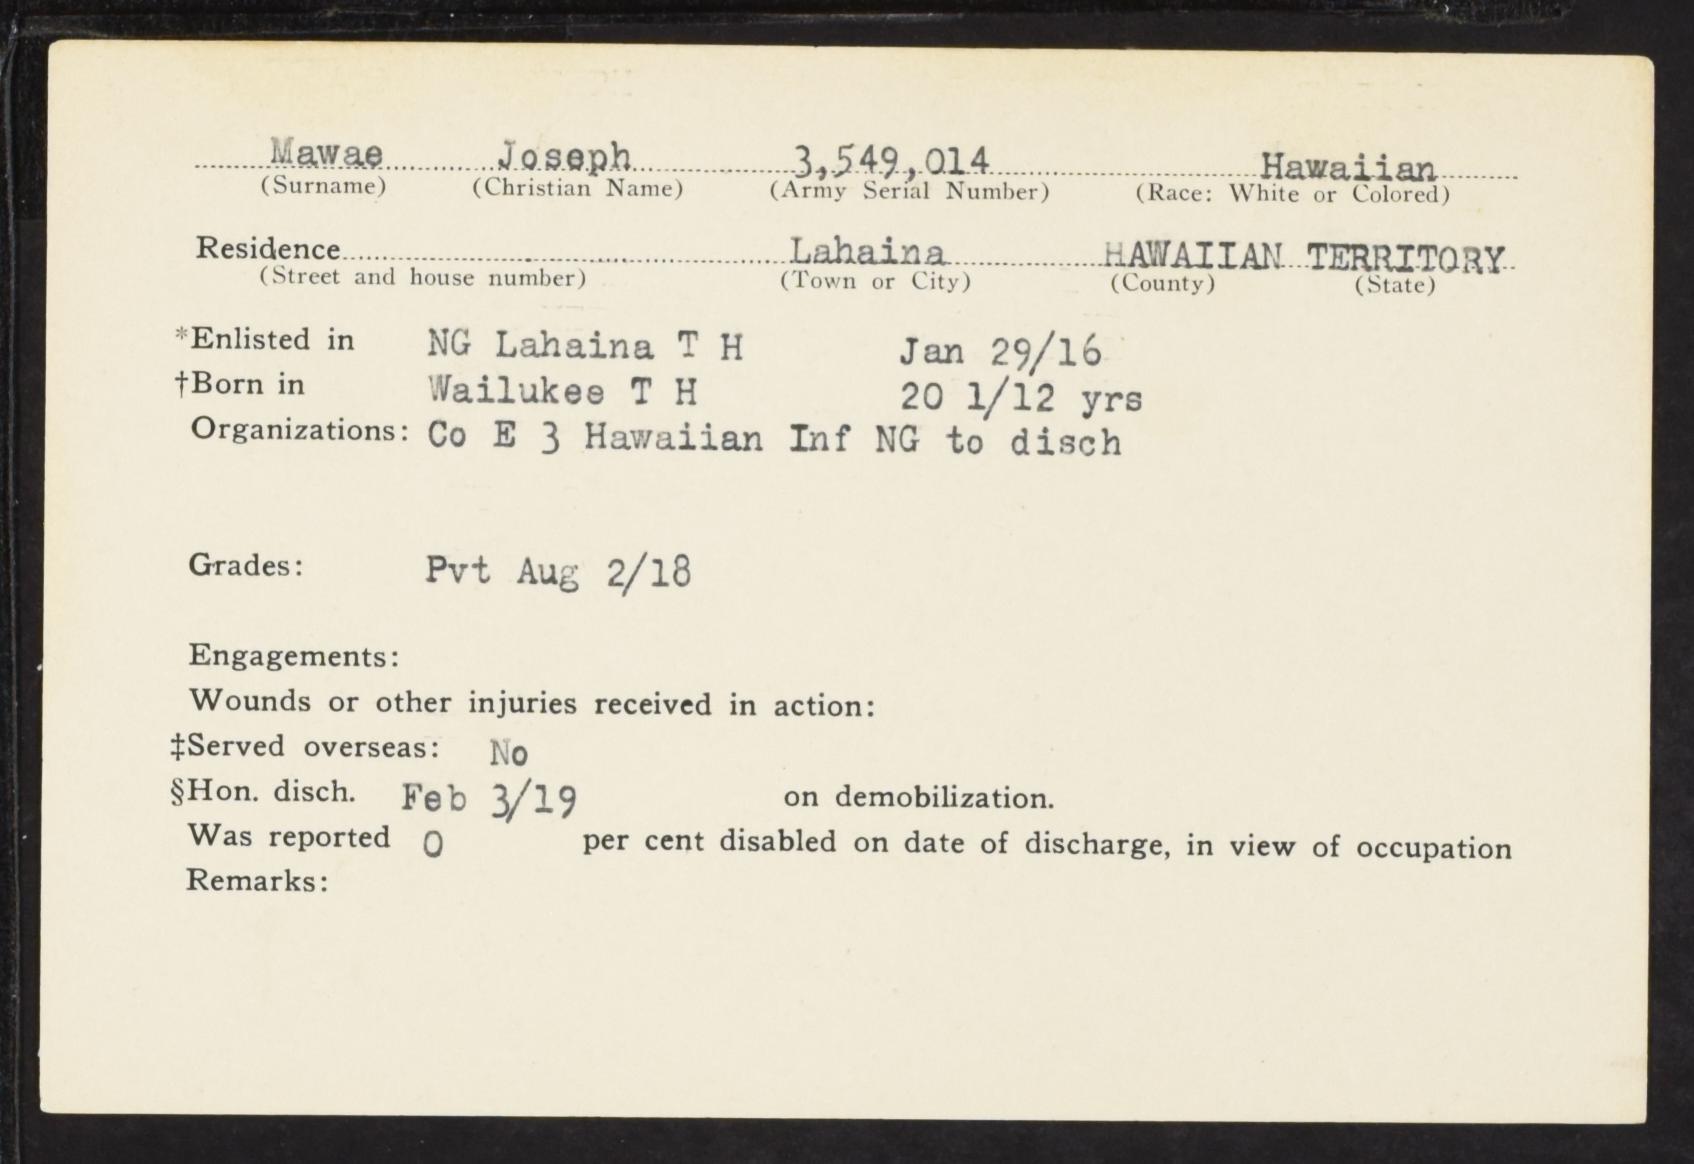 Mawae Joseph 3,549,014 Hawaiian
(Surname) (Christian Name) (Army Serial Number) (Race: White or Colored)
Residence Lahaina HAWAIIAN TERRITORY
(Street and house number) (Town or City) (County) (State)
*Enlisted in NG Lahaina T H Jan 29/16
†Born in Wailukee T H 20 1/12 yrs
Organizations: Co E 3 Hawaiian Inf NG to disch
Grades: Pvt Aug 2/18
Engagements:
Wounds or other injuries received in action:
‡Served overseas: No
§Hon. disch. Feb 3/19 on demobilization.
Was reported 0 per cent disabled on date of discharge, in view of occupation
Remarks: